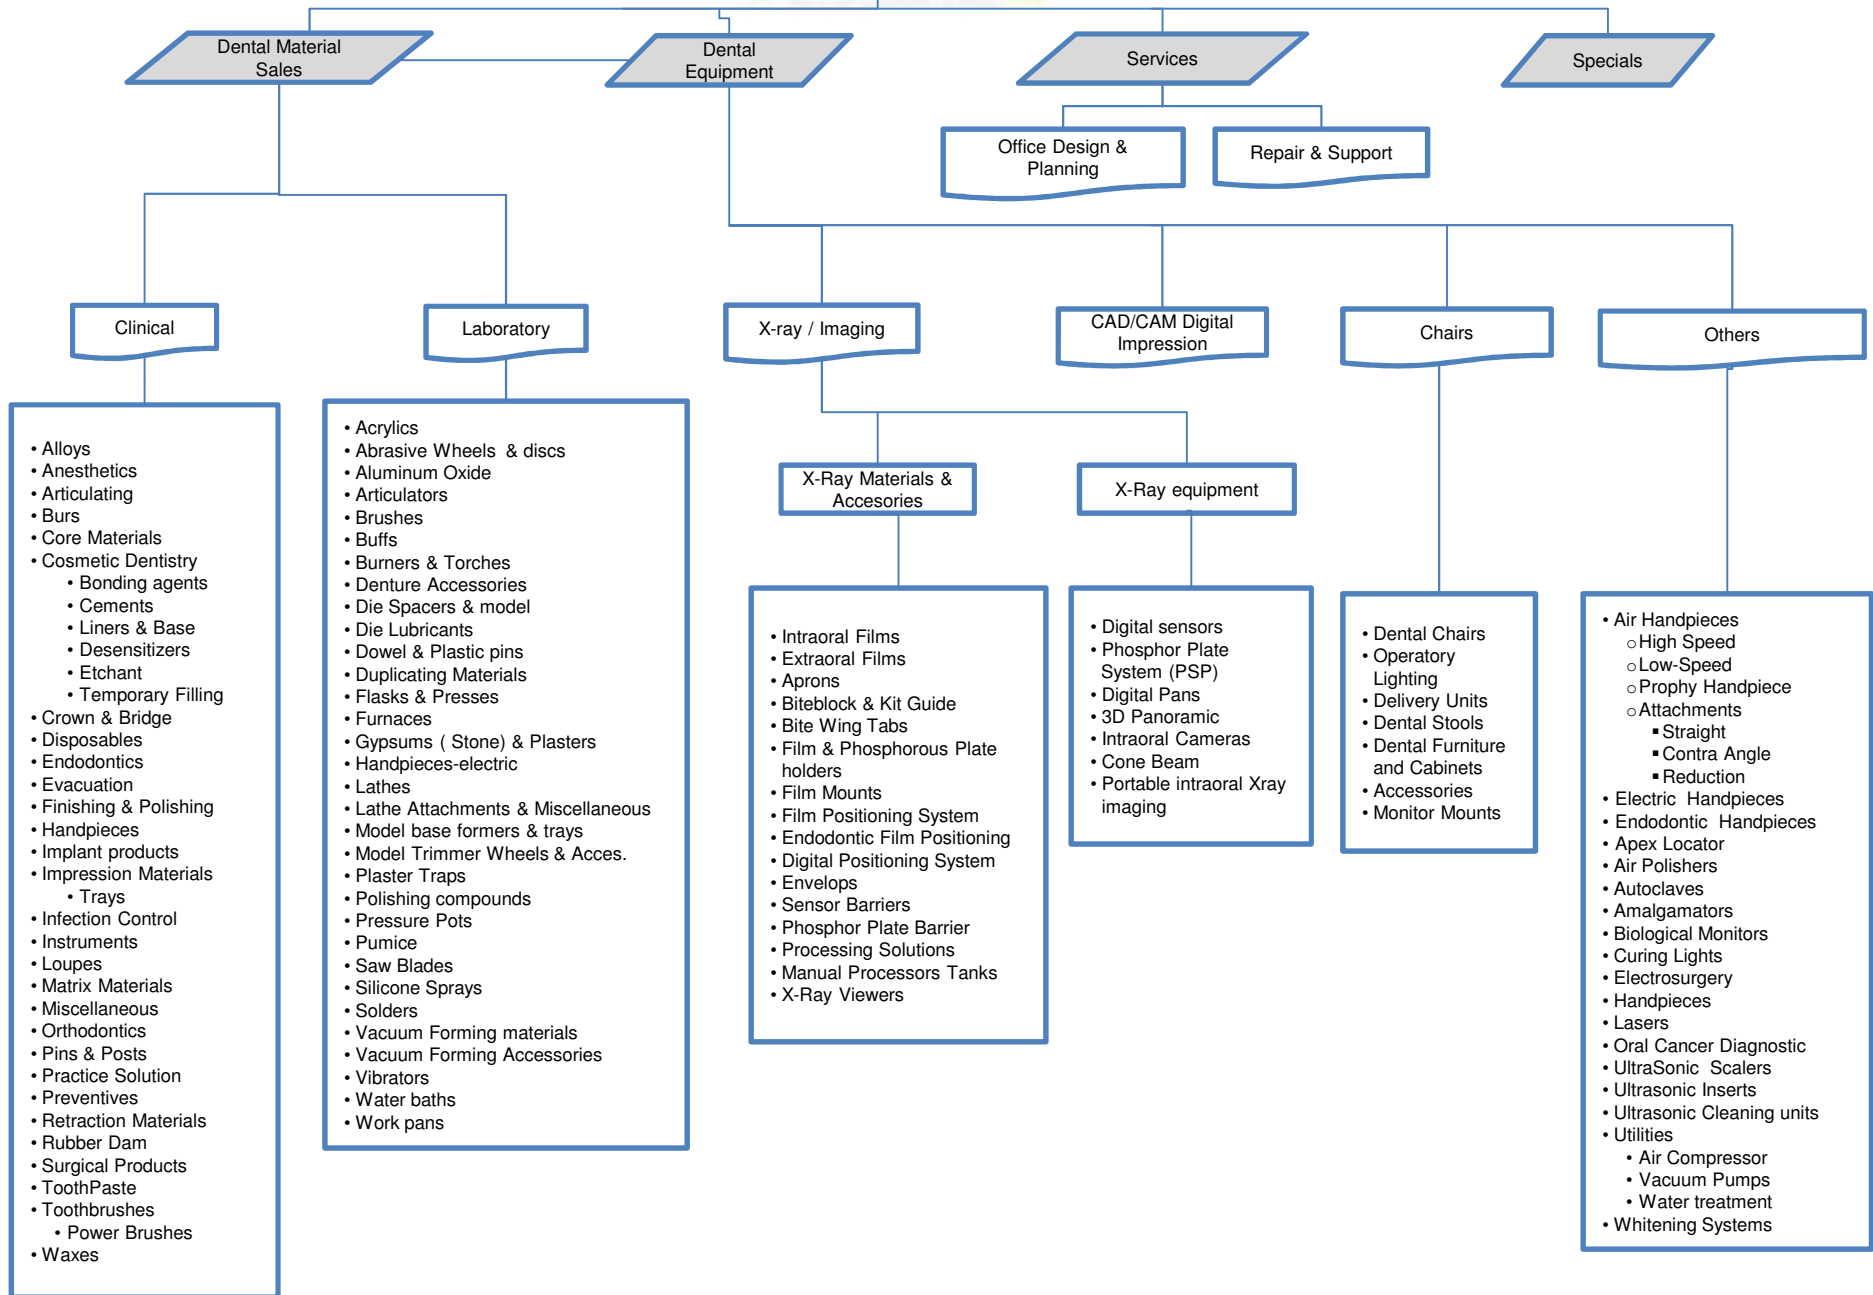 Dental Material
Sales
Dental
Equipment
Services
Specials
Office Design &
Planning
Repair & Support
Clinical
Laboratory
X-ray / Imaging
CAD/CAM Digital
Impression
Chairs
Others
• Alloys
• Anesthetics
• Articulating
• Burs
• Core Materials
• Cosmetic Dentistry
• Bonding agents
• Cements
• Liners & Base
• Desensitizers
• Etchant
• Temporary Filling
• Crown & Bridge
• Disposables
• Endodontics
• Evacuation
• Finishing & Polishing
• Handpieces
• Implant products
• Impression Materials
• Trays
• Infection Control
• Instruments
• Loupes
• Matrix Materials
• Miscellaneous
• Orthodontics
• Pins & Posts
• Practice Solution
• Preventives
• Retraction Materials
• Rubber Dam
• Surgical Products
• ToothPaste
• Toothbrushes
• Power Brushes
• Waxes
• Acrylics
• Abrasive Wheels & discs
• Aluminum Oxide
• Articulators
• Brushes
• Buffs
• Burners & Torches
• Denture Accessories
• Die Spacers & model
• Die Lubricants
• Dowel & Plastic pins
• Duplicating Materials
• Flasks & Presses
• Furnaces
• Gypsums ( Stone) & Plasters
• Handpieces-electric
• Lathes
• Lathe Attachments & Miscellaneous
• Model base formers & trays
• Model Trimmer Wheels & Acces.
• Plaster Traps
• Polishing compounds
• Pressure Pots
• Pumice
• Saw Blades
• Silicone Sprays
• Solders
• Vacuum Forming materials
• Vacuum Forming Accessories
• Vibrators
• Water baths
• Work pans
X-Ray Materials &
Accesories
X-Ray equipment
• Intraoral Films
• Extraoral Films
• Aprons
• Biteblock & Kit Guide
• Bite Wing Tabs
• Film & Phosphorous Plate
holders
• Film Mounts
• Film Positioning System
• Endodontic Film Positioning
• Digital Positioning System
• Envelops
• Sensor Barriers
• Phosphor Plate Barrier
• Processing Solutions
• Manual Processors Tanks
• X-Ray Viewers
• Digital sensors
• Phosphor Plate
System (PSP)
• Digital Pans
• 3D Panoramic
• Intraoral Cameras
• Cone Beam
• Portable intraoral Xray
imaging
• Dental Chairs
• Operatory
Lighting
• Delivery Units
• Dental Stools
• Dental Furniture
and Cabinets
• Accessories
• Monitor Mounts
• Air Handpieces
○ High Speed
○ Low-Speed
○ Prophy Handpiece
○ Attachments
▪ Straight
▪ Contra Angle
▪ Reduction
• Electric Handpieces
• Endodontic Handpieces
• Apex Locator
• Air Polishers
• Autoclaves
• Amalgamators
• Biological Monitors
• Curing Lights
• Electrosurgery
• Handpieces
• Lasers
• Oral Cancer Diagnostic
• UltraSonic Scalers
• Ultrasonic Inserts
• Ultrasonic Cleaning units
• Utilities
• Air Compressor
• Vacuum Pumps
• Water treatment
• Whitening Systems